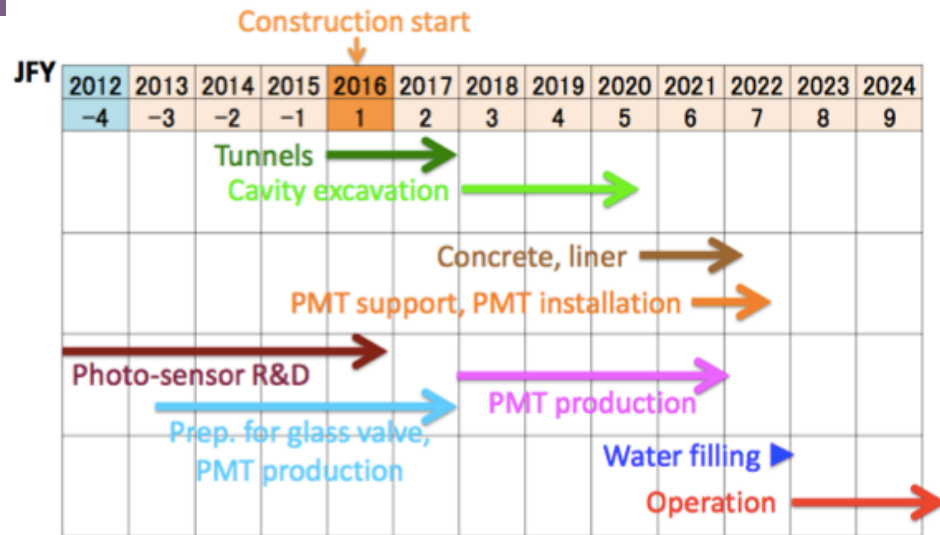 Construction start
JFY
2012 2013 2014 2015 2016 2017 2018 2019 2020 2021 2022 2023 2024
-4 -3 -2 -1 1 2 3 4 5 6 7 8 9
Tunnels
Cavity excavation
Concrete, liner
PMT support, PMT installation
Photo-sensor R&D
PMT production
Prep. for glass valve,
PMT production
Water filling
Operation